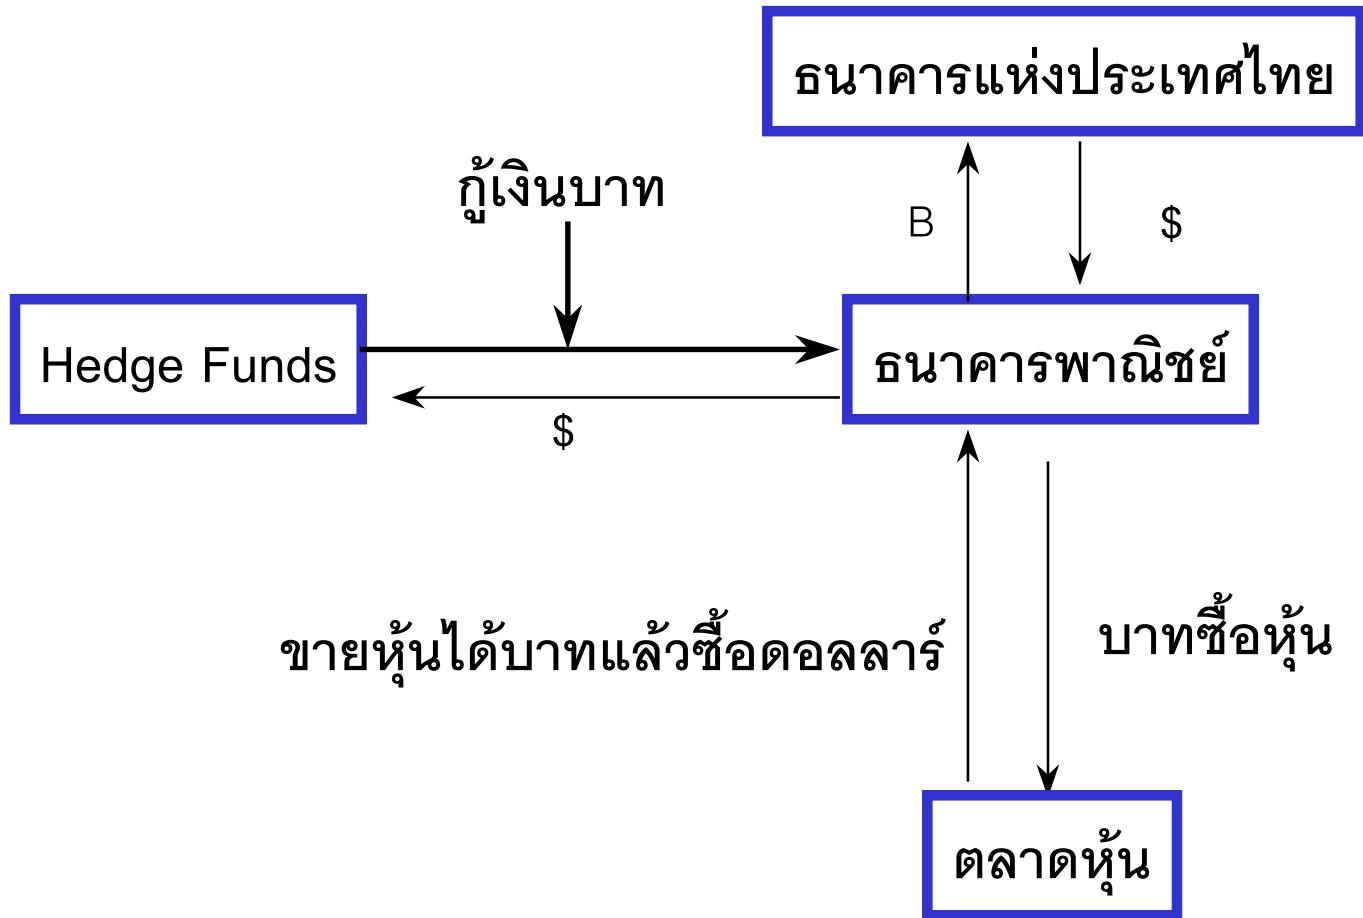 ธนาคารแห่งประเทศไทย
กู้เงินบาท
B
$
Hedge Funds
ธนาคารพาณิชย์
$
ขายหุ้นได้บาทแล้วซื้อดอลลาร์
บาทซื้อหุ้น
ตลาดหุ้น